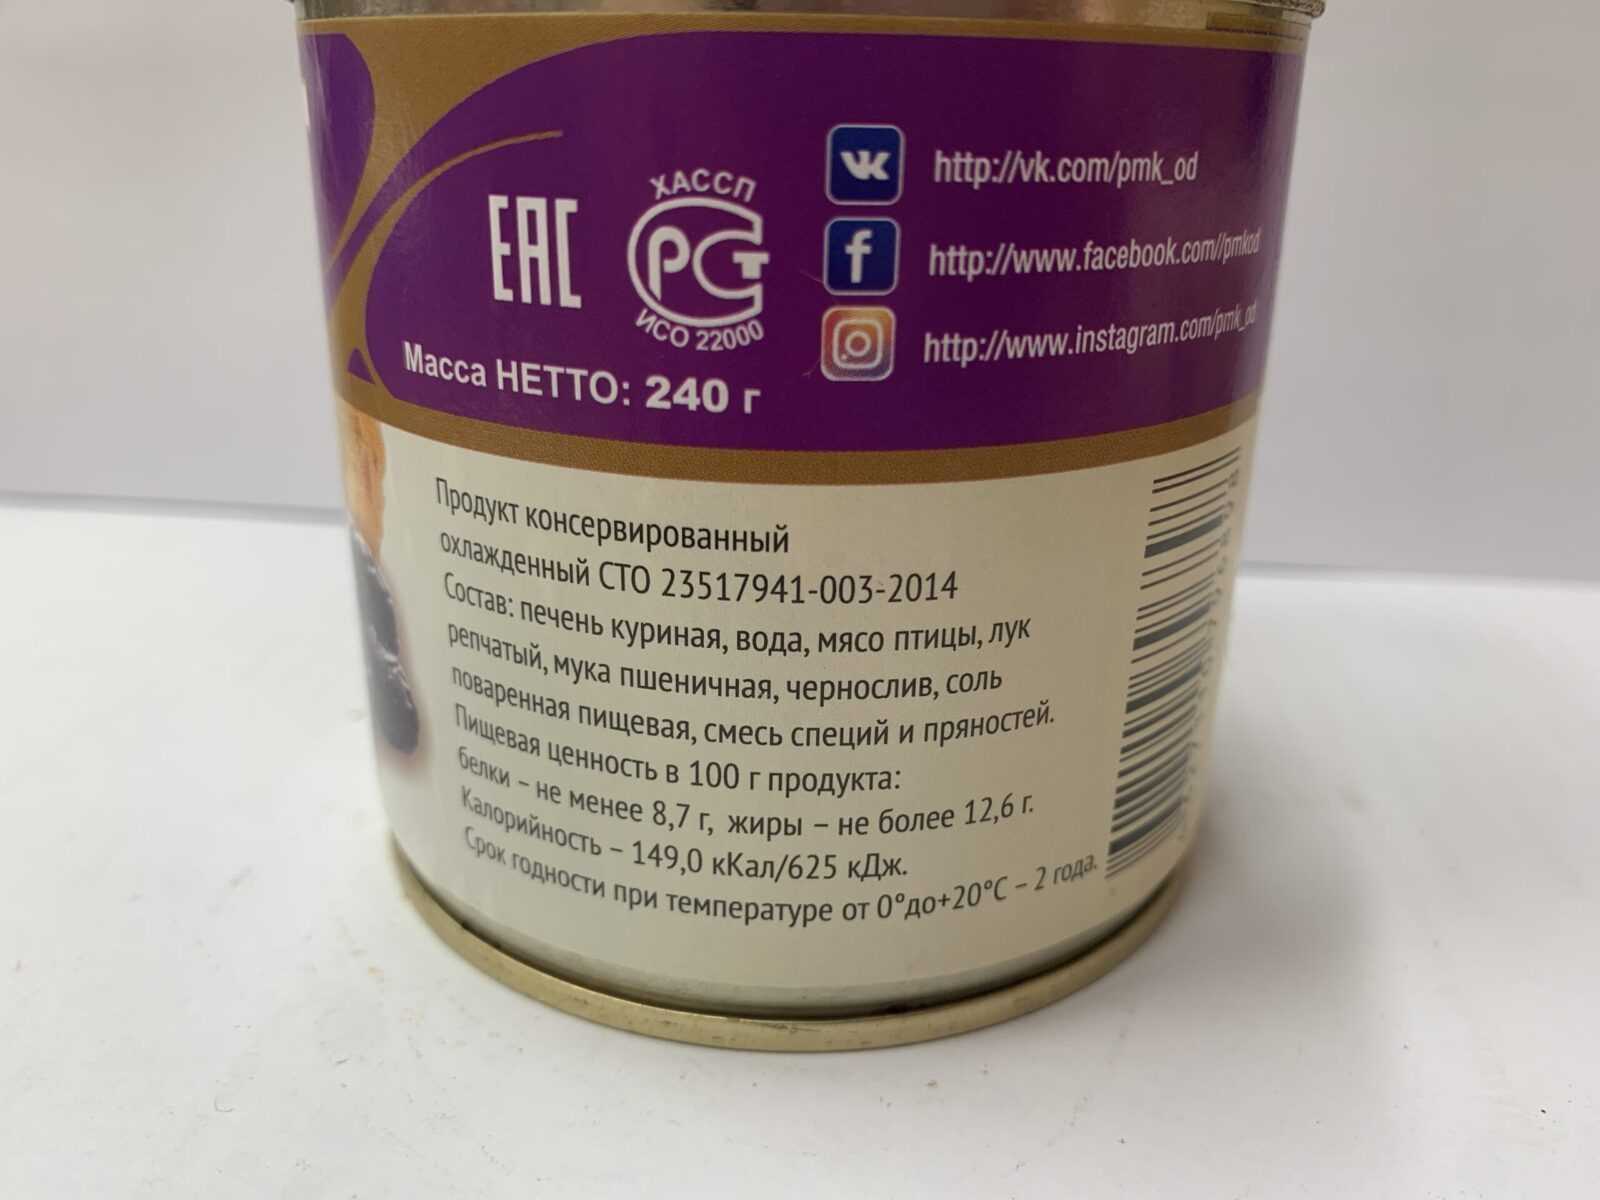 EAC
ХАССП
РСТ
ИСО 22000
http://vk.com/pmk_od
http://www.facebook.com//pmkod
http://www.instagram.com/pmk_od
Масса НЕТТО: 240 г
Продукт консервированный
охлажденный СТО 23517941-003-2014
Состав: печень куриная, вода, мясо птицы, лук
репчатый, мука пшеничная, чернослив, соль
поваренная пищевая, смесь специй и пряностей.
Пищевая ценность в 100 г продукта:
белки – не менее 8,7 г, жиры – не более 12,6 г.
Калорийность – 149,0 кКал/625 кДж.
Срок годности при температуре от 0°до+20°С – 2 года.